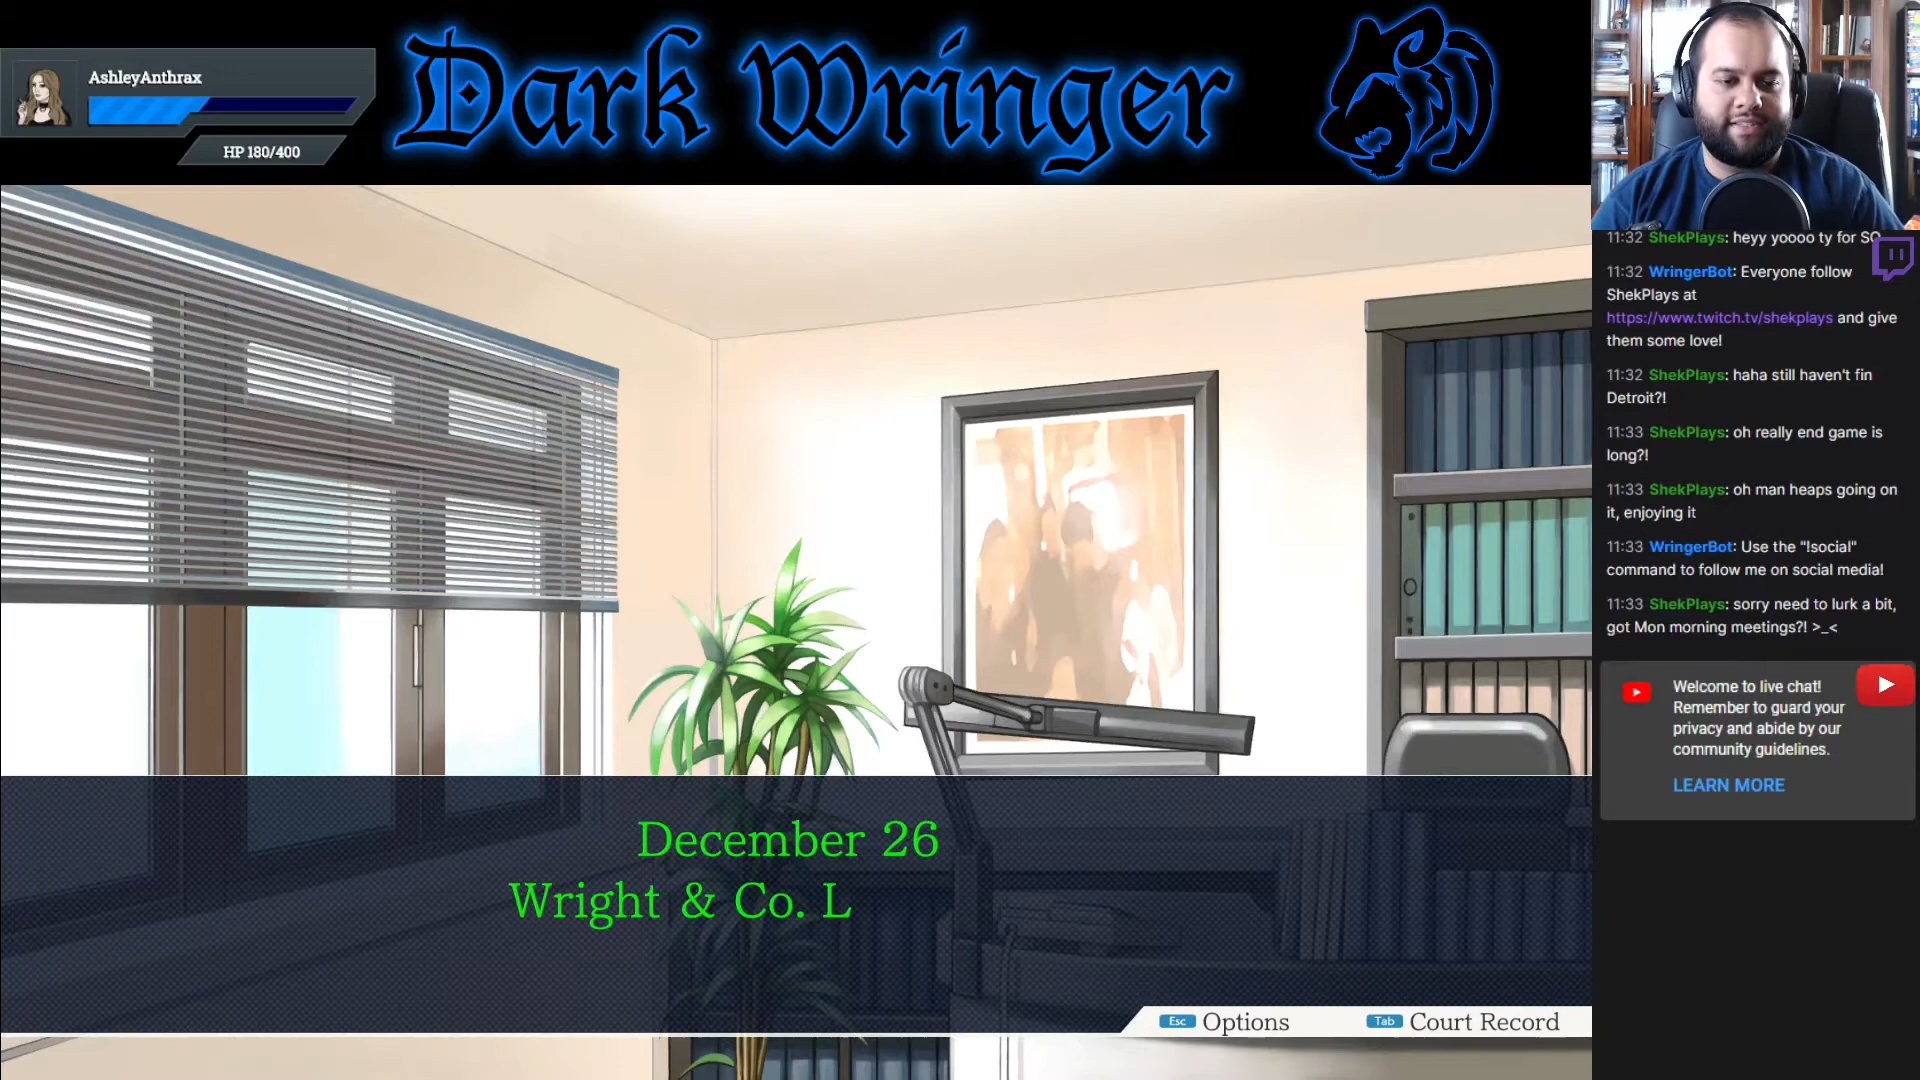 Dark Wringer
AshleyAnthrax
HP 180/400
11:32 ShekPlays: heyy yoooo ty for SO
11:32 WringerBot: Everyone follow
ShekPlays at
https://www.twitch.tv/shekplays and give
them some love!
11:32 ShekPlays: haha still haven't fin
Detroit?!
11:33 ShekPlays: oh really end game is
long?!
11:33 ShekPlays: oh man heaps going on
it, enjoying it
11:33 WringerBot: Use the "!social"
command to follow me on social media!
11:33 ShekPlays: sorry need to lurk a bit,
got Mon morning meetings?! >_<
Welcome to live chat!
Remember to guard your
privacy and abide by our
community guidelines.
LEARN MORE
December 26
Wright & Co. L
Esc Options
Tab Court Record